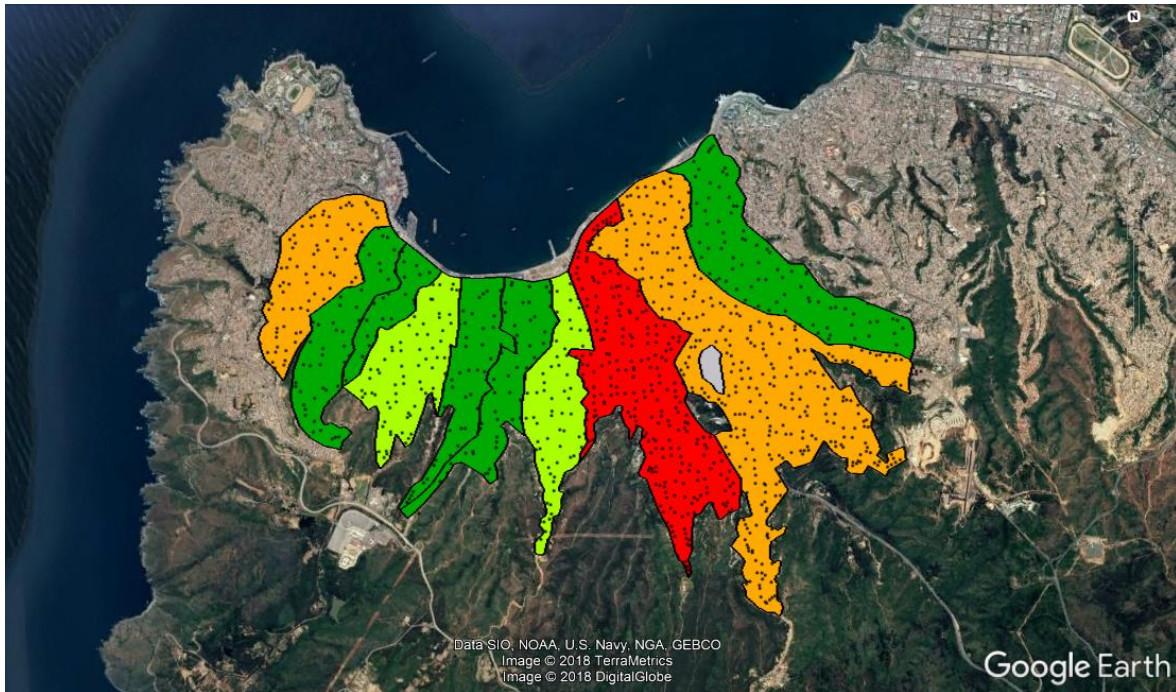 N
Data SIO, NOAA, U.S. Navy, NGA, GEBCO
Image © 2018 TerraMetrics
Image © 2018 DigitalGlobe
Google Earth